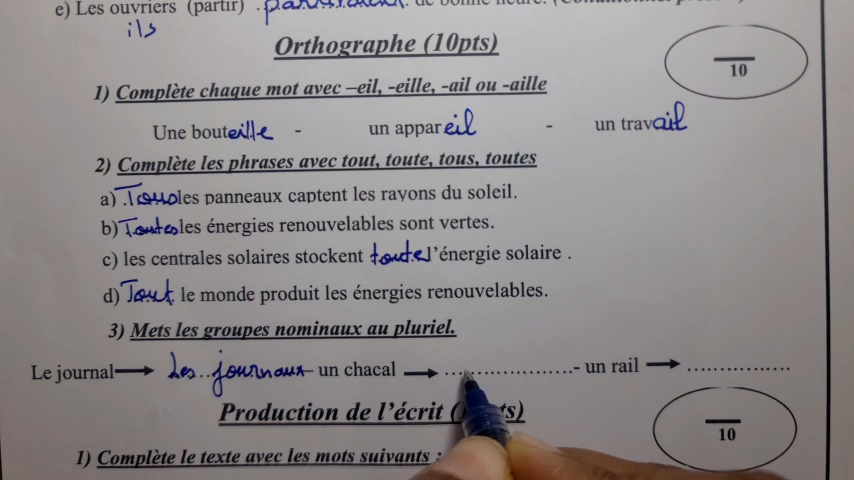 e) Les ouvriers (partir) .partiraient. de bonne heure.
ils
Orthographe (10pts)
10
1) Complète chaque mot avec –eil, -eille, -ail ou -aille
Une bouteille - un appareil - un travail
2) Complète les phrases avec tout, toute, tous, toutes
a) .Tous les panneaux captent les rayons du soleil.
b) Toutes les énergies renouvelables sont vertes.
c) les centrales solaires stockent toute l'énergie solaire .
d) Tout. le monde produit les énergies renouvelables.
3) Mets les groupes nominaux au pluriel.
Le journal → Les..journaux - un chacal → ....................- un rail → ................
Production de l'écrit
10
1) Complète le texte avec les mots suivants :